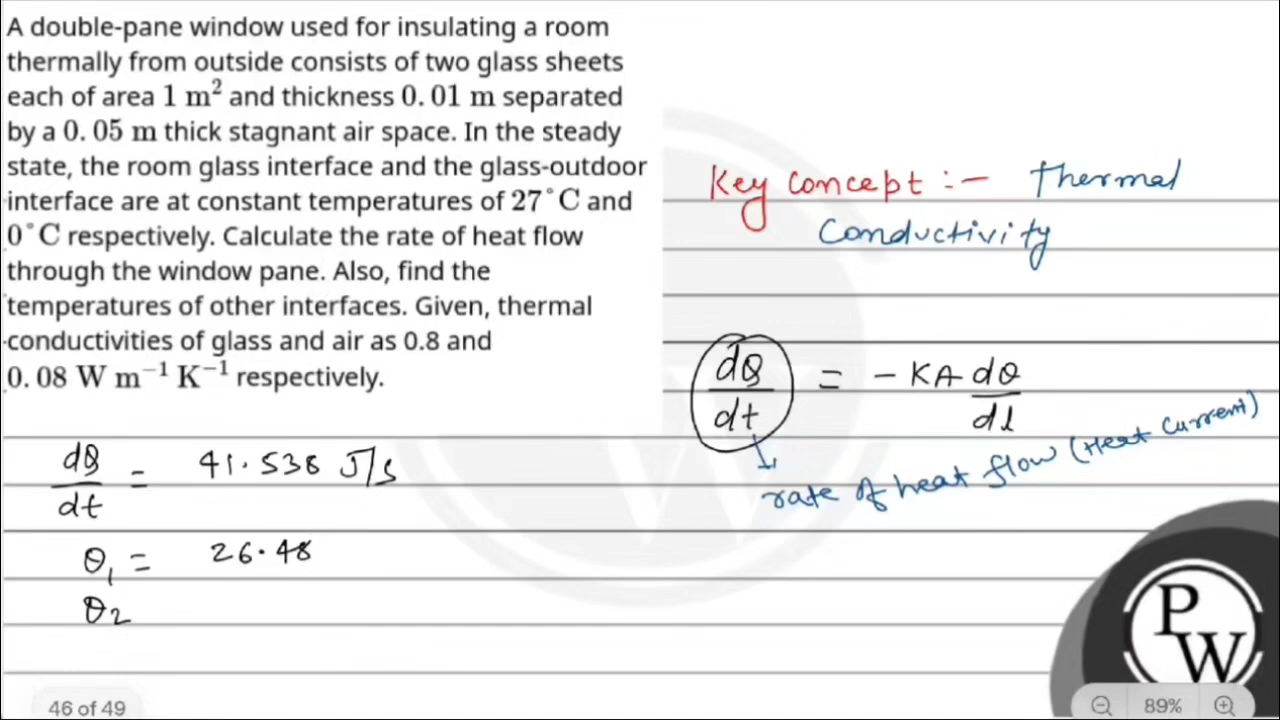 A double-pane window used for insulating a room
thermally from outside consists of two glass sheets
each of area 1 m² and thickness 0. 01 m separated
by a 0. 05 m thick stagnant air space. In the steady
state, the room glass interface and the glass-outdoor
interface are at constant temperatures of 27°C and
0°C respectively. Calculate the rate of heat flow
through the window pane. Also, find the
temperatures of other interfaces. Given, thermal
conductivities of glass and air as 0.8 and
0. 08 W m⁻¹ K⁻¹ respectively.
Key concept :- Thermal
Conductivity
dQ/dt = - KA dθ/dl
rate of heat flow (Heat Current)
dQ/dt = 41.538 J/s
θ₁ = 26.48
θ₂
PW
46 of 49
89%